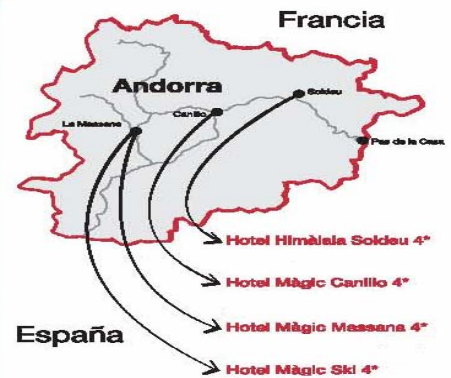 Francia
Andorra
Soldeu
La Massana
Canillo
Pas de la Casa
Hotel Himàlaia Soldeu 4*
Hotel Màgic Canillo 4*
España
Hotel Màgic Massana 4*
Hotel Màgic Ski 4*